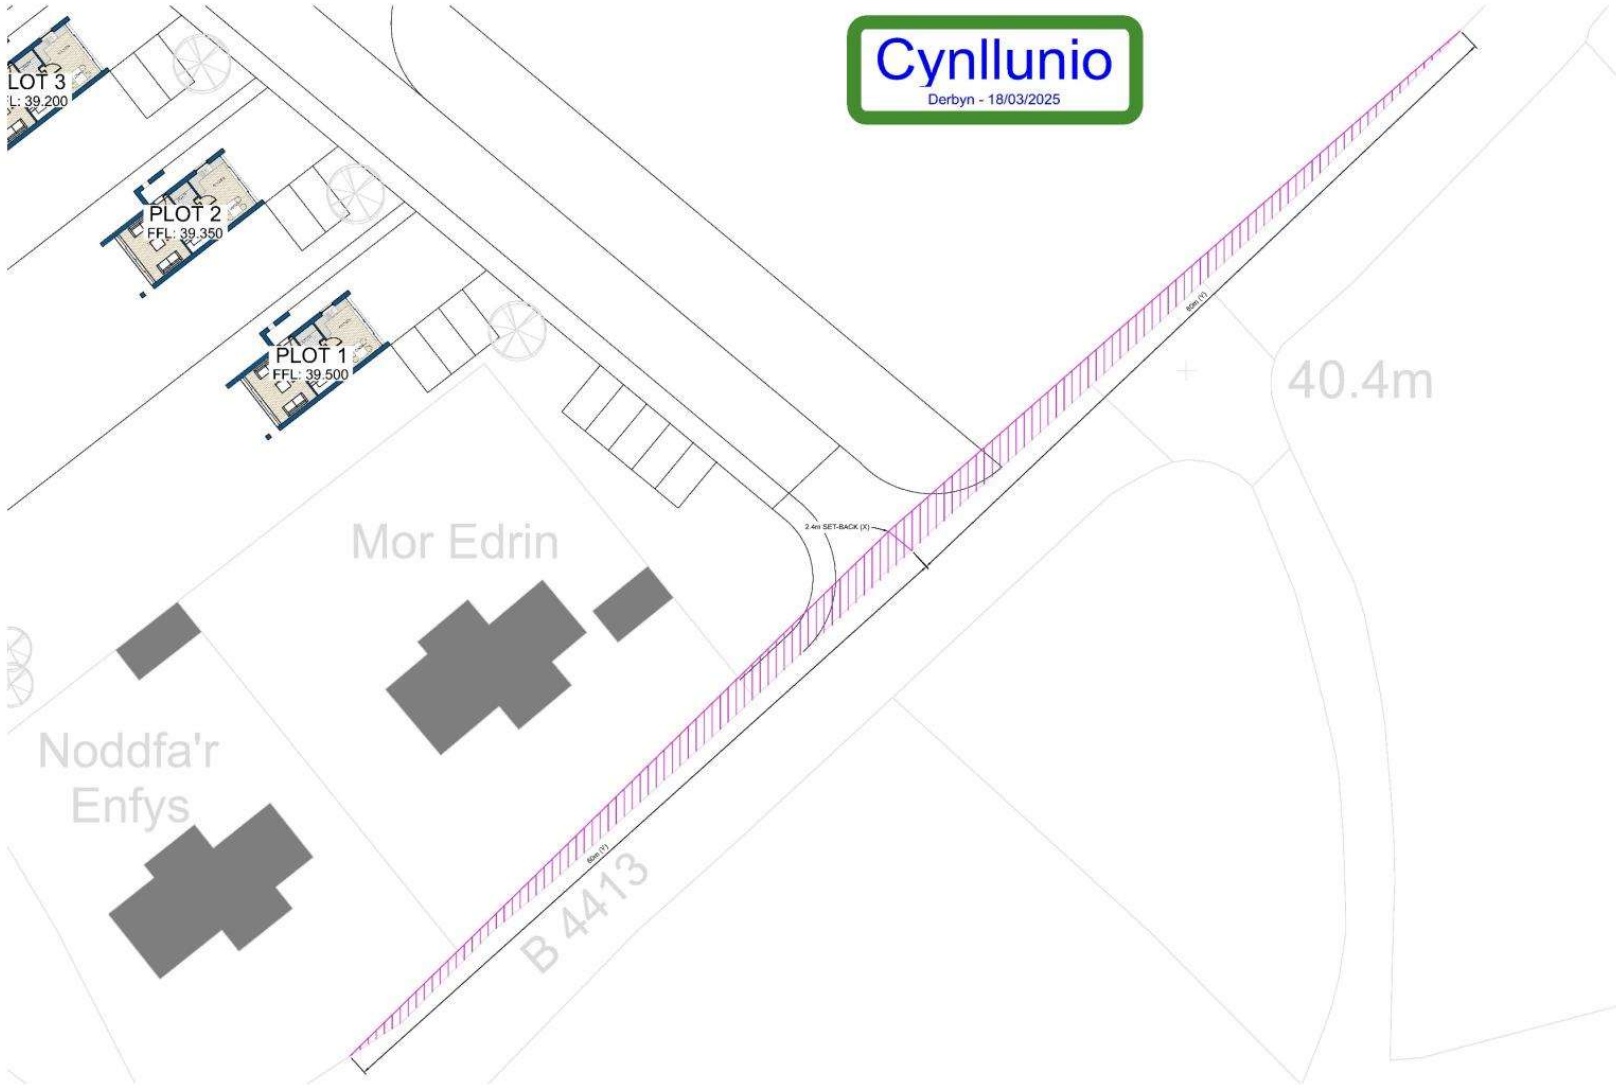 Cynllunio
Derbyn - 18/03/2025
LOT 3
L: 39.200
PLOT 2
FFL: 39.350
PLOT 1
FFL: 39.500
40.4m
2.4m SET-BACK (X)
Mor Edrin
Noddfa'r
Enfys
B 4413